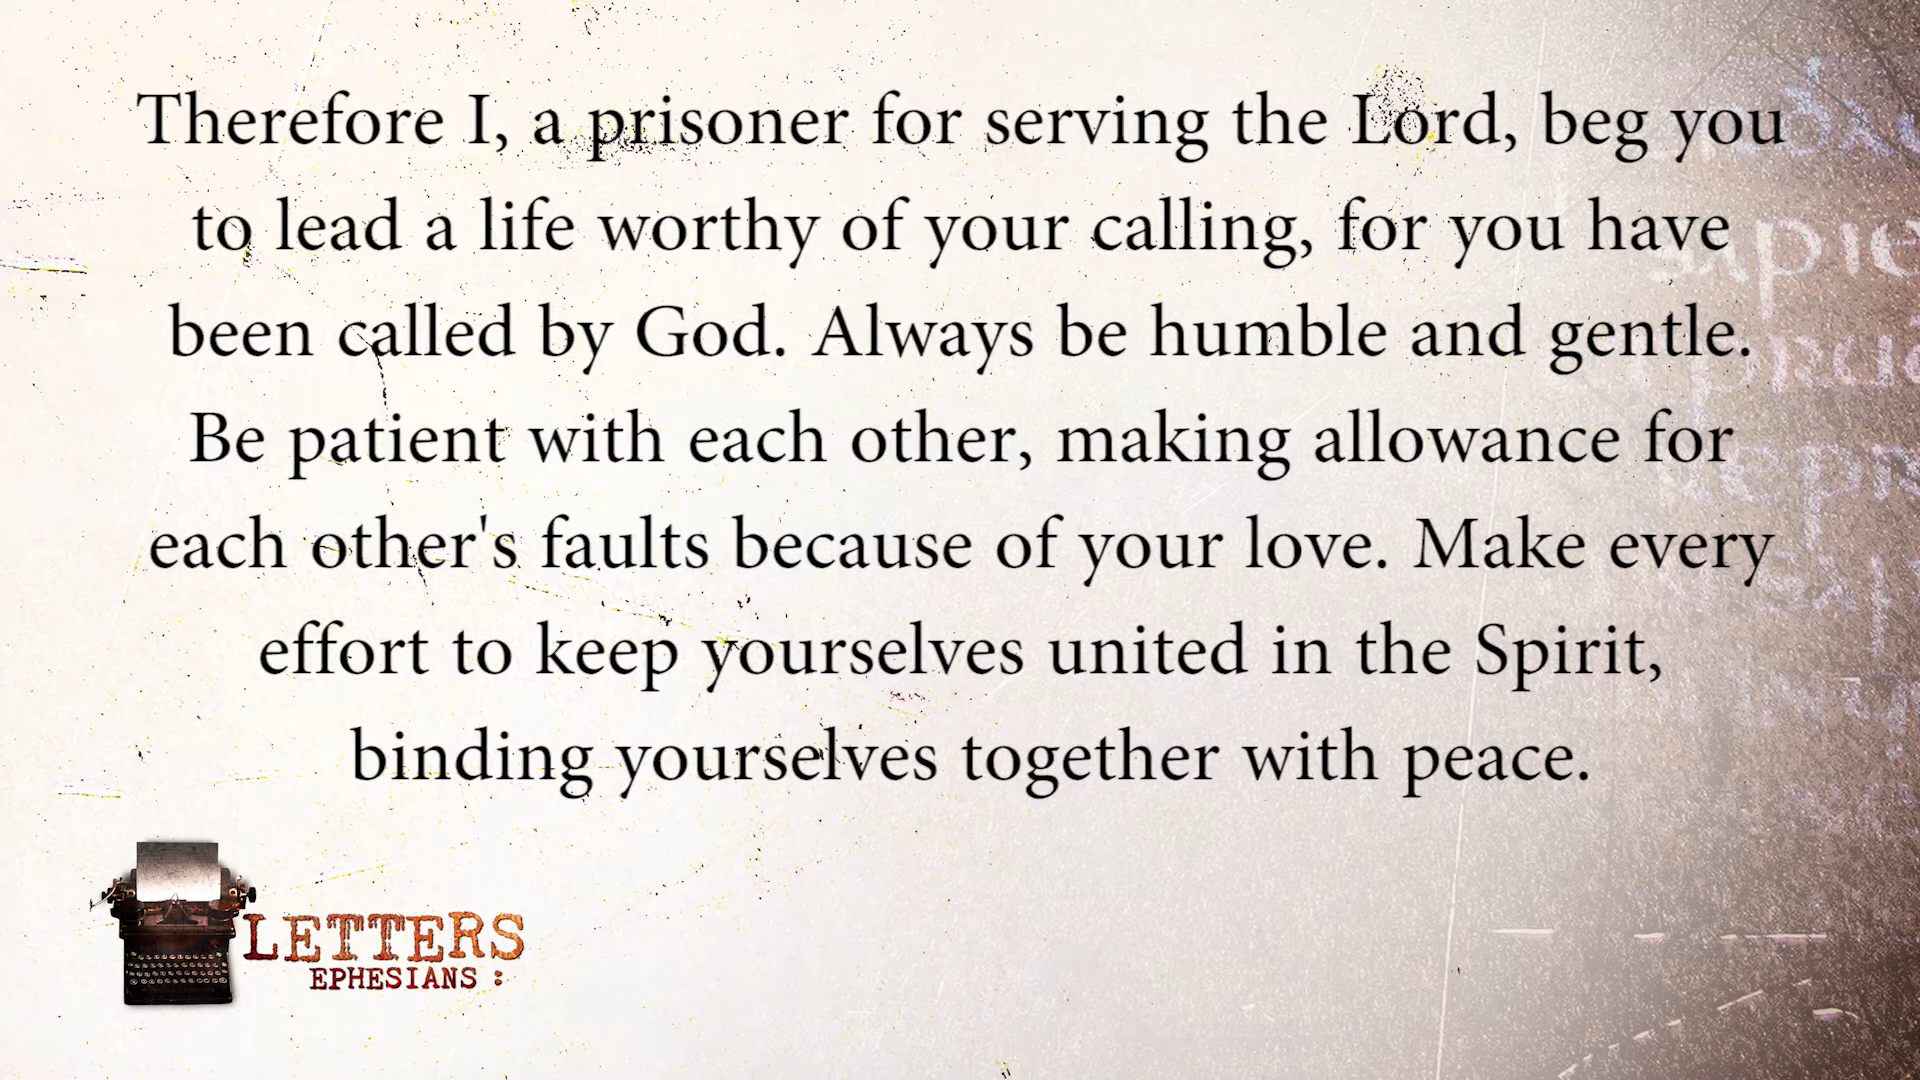 Therefore I, a prisoner for serving the Lord, beg you
to lead a life worthy of your calling, for you have
been called by God. Always be humble and gentle.
Be patient with each other, making allowance for
each other's faults because of your love. Make every
effort to keep yourselves united in the Spirit,
binding yourselves together with peace.
LETTERS
EPHESIANS :